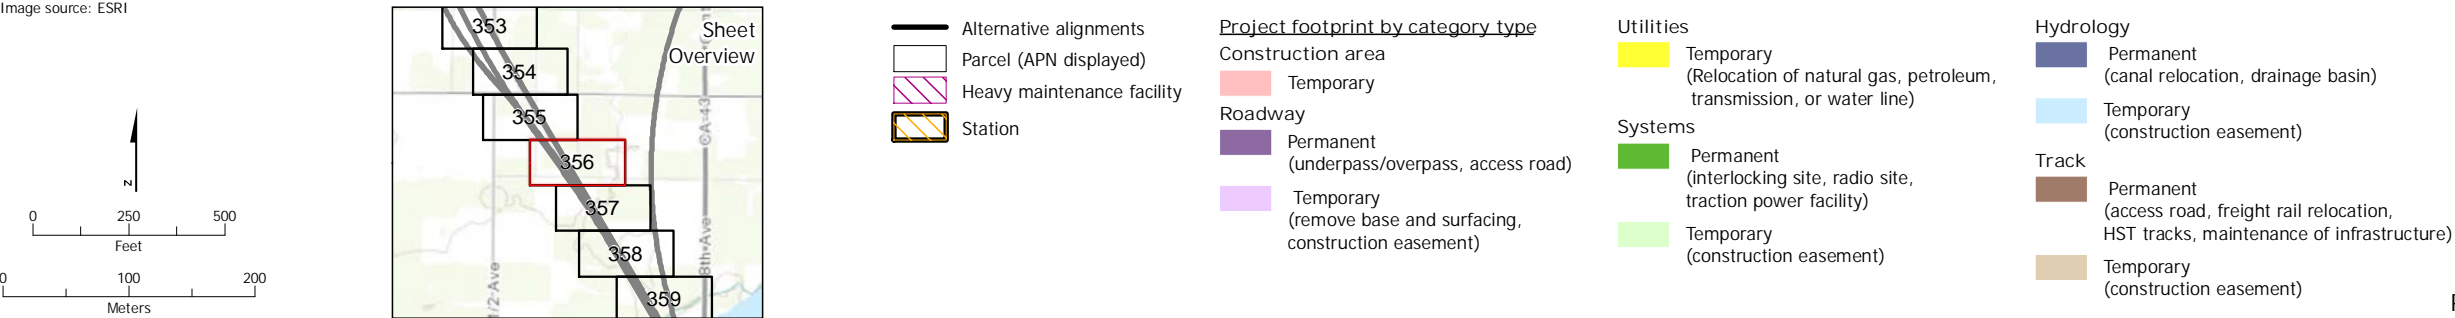 Image source: ESRI
N
0 250 500
Feet
0 100 200
Meters
Sheet
Overview
353
354
355
356
357
358
359
1/2-Ave
8th-Ave
CA-43
Alternative alignments
Parcel (APN displayed)
Heavy maintenance facility
Station
Project footprint by category type
Construction area
Temporary
Roadway
Permanent
(underpass/overpass, access road)
Temporary
(remove base and surfacing,
construction easement)
Utilities
Temporary
(Relocation of natural gas, petroleum,
transmission, or water line)
Systems
Permanent
(interlocking site, radio site,
traction power facility)
Temporary
(construction easement)
Hydrology
Permanent
(canal relocation, drainage basin)
Temporary
(construction easement)
Track
Permanent
(access road, freight rail relocation,
HST tracks, maintenance of infrastructure)
Temporary
(construction easement)